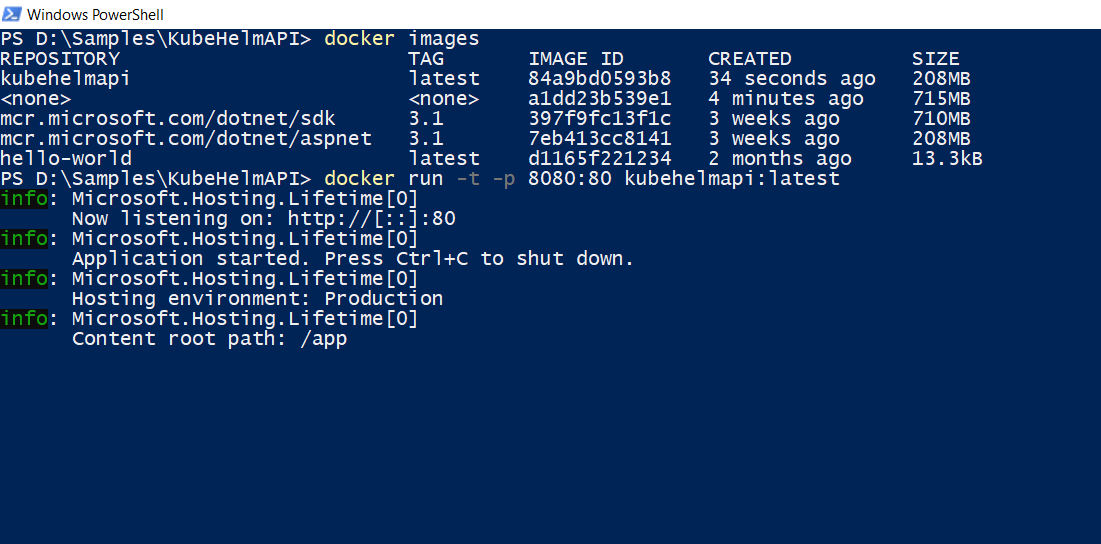 Windows PowerShell
PS D:\Samples\KubeHelmAPI> docker images
REPOSITORY                        TAG       IMAGE ID       CREATED          SIZE
kubehelmapi                       latest    84a9bd0593b8   34 seconds ago   208MB
<none>                            <none>    a1dd23b539e1   4 minutes ago    715MB
mcr.microsoft.com/dotnet/sdk      3.1       397f9fc13f1c   3 weeks ago      710MB
mcr.microsoft.com/dotnet/aspnet   3.1       7eb413cc8141   3 weeks ago      208MB
hello-world                       latest    d1165f221234   2 months ago     13.3kB
PS D:\Samples\KubeHelmAPI> docker run -t -p 8080:80 kubehelmapi:latest
info: Microsoft.Hosting.Lifetime[0]
      Now listening on: http://[::]:80
info: Microsoft.Hosting.Lifetime[0]
      Application started. Press Ctrl+C to shut down.
info: Microsoft.Hosting.Lifetime[0]
      Hosting environment: Production
info: Microsoft.Hosting.Lifetime[0]
      Content root path: /app